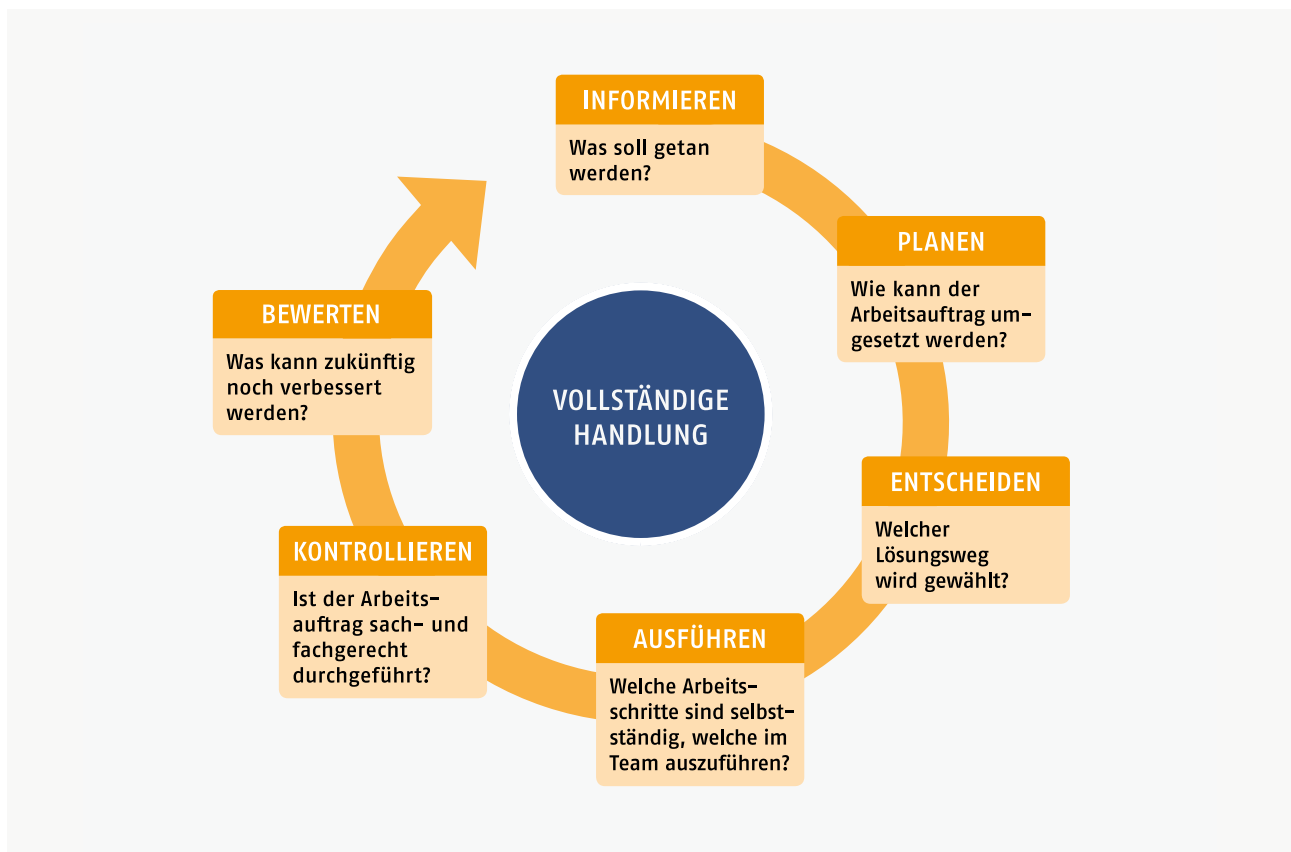 INFORMIEREN
Was soll getan
werden?
PLANEN
Wie kann der
Arbeitsauftrag um-
gesetzt werden?
ENTSCHEIDEN
Welcher
Lösungsweg
wird gewählt?
AUSFÜHREN
Welche Arbeits-
schritte sind selbst-
ständig, welche im
Team auszuführen?
KONTROLLIEREN
Ist der Arbeits-
auftrag sach- und
fachgerecht
durchgeführt?
BEWERTEN
Was kann zukünftig
noch verbessert
werden?
VOLLSTÄNDIGE
HANDLUNG